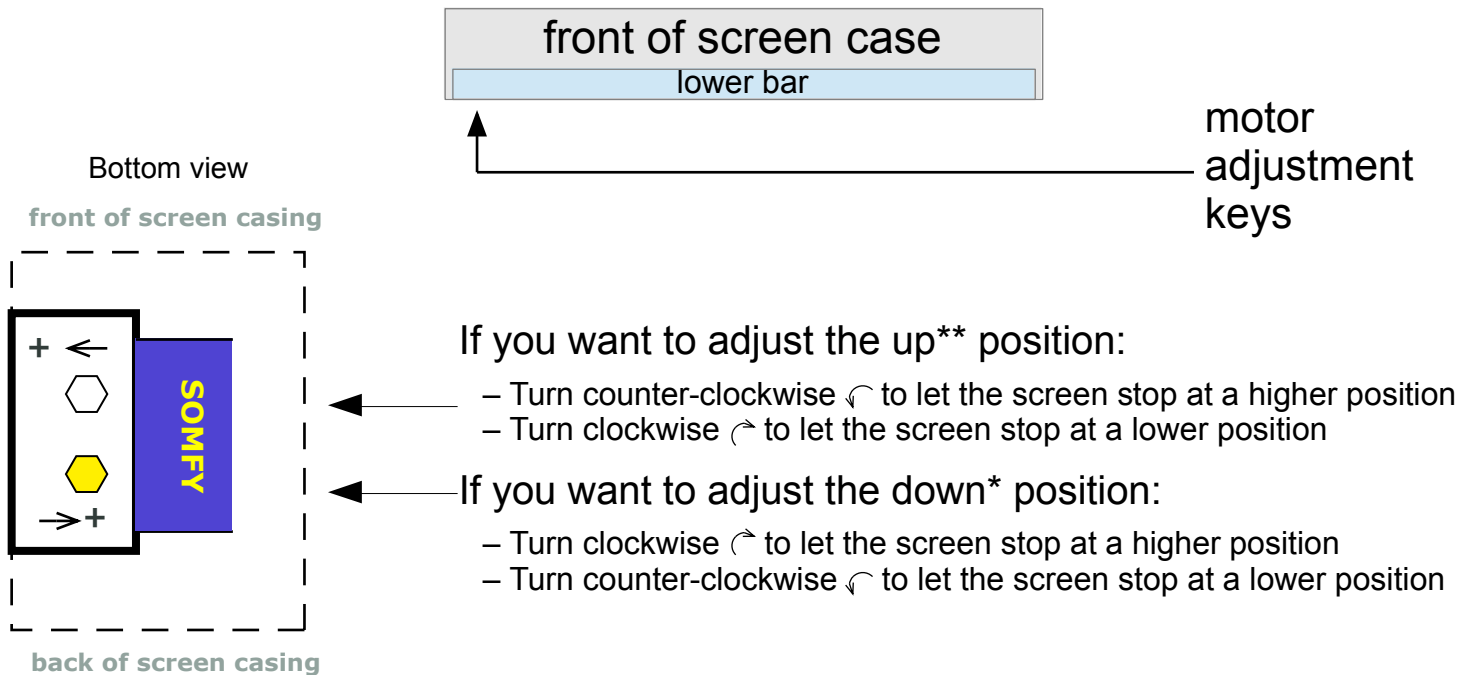 front of screen case
lower bar
motor
adjustment
keys
Bottom view
front of screen casing
+
SOMFY
+
If you want to adjust the up** position:
– Turn counter-clockwise to let the screen stop at a higher position
– Turn clockwise to let the screen stop at a lower position
If you want to adjust the down* position:
– Turn clockwise to let the screen stop at a higher position
– Turn counter-clockwise to let the screen stop at a lower position
back of screen casing